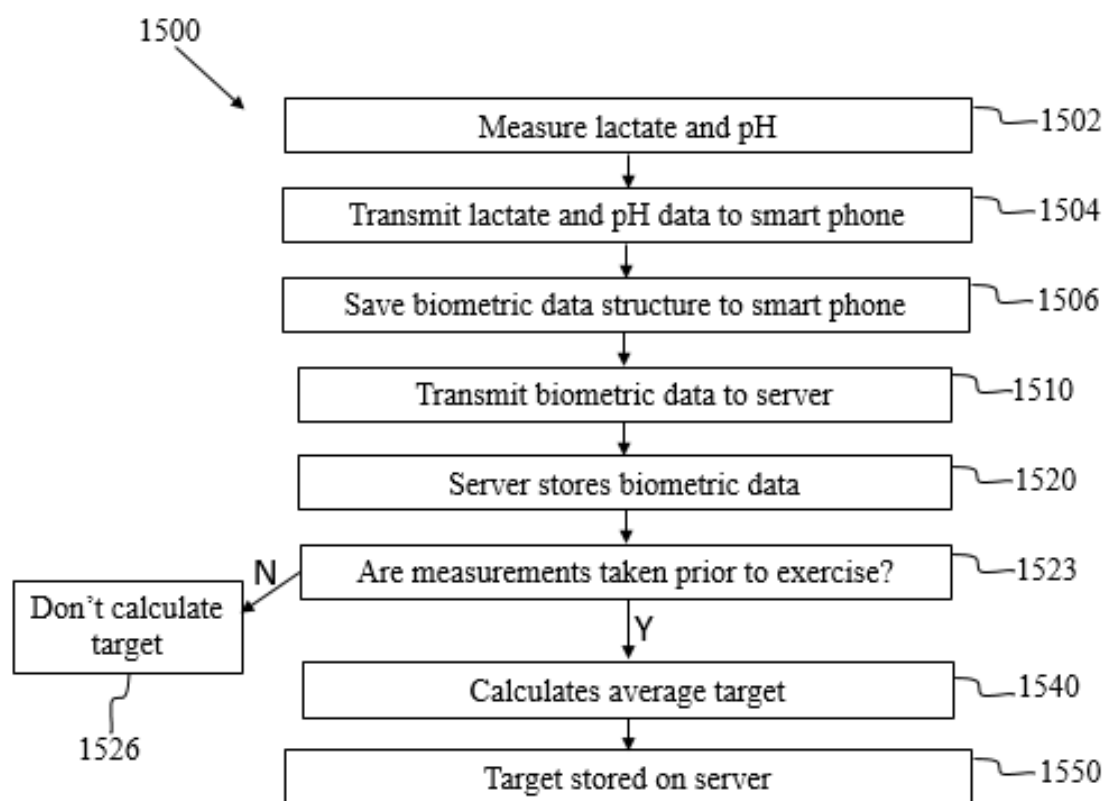 1500
Measure lactate and pH
1502
Transmit lactate and pH data to smart phone
1504
Save biometric data structure to smart phone
1506
Transmit biometric data to server
1510
Server stores biometric data
1520
Are measurements taken prior to exercise?
1523
N
Don't calculate
target
1526
Y
Calculates average target
1540
Target stored on server
1550